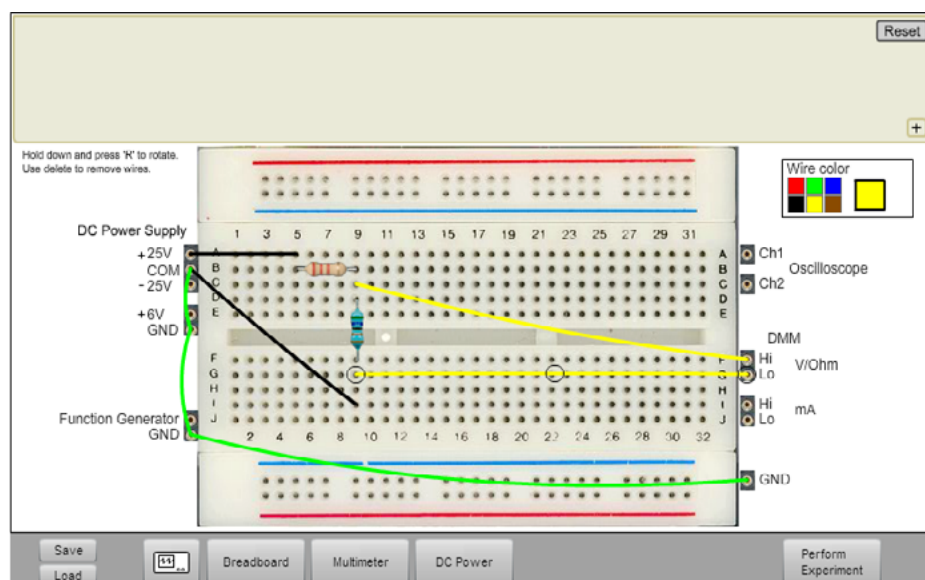 Reset
+
Hold down and press 'R' to rotate.
Use delete to remove wires.
Wire color
DC Power Supply
+25V
COM
-25V
+6V
GND
Function Generator
GND
1 3 5 7 9 11 13 15 17 19 21 23 25 27 29 31
A A
B B
C C
D D
E E
F F
G G
H H
I I
J J
2 4 6 8 10 12 14 16 18 20 22 24 26 28 30 32
Ch1
Oscilloscope
Ch2
DMM
Hi
V/Ohm
Lo
Hi
mA
Lo
GND
Save
Load
Breadboard
Multimeter
DC Power
Perform
Experiment